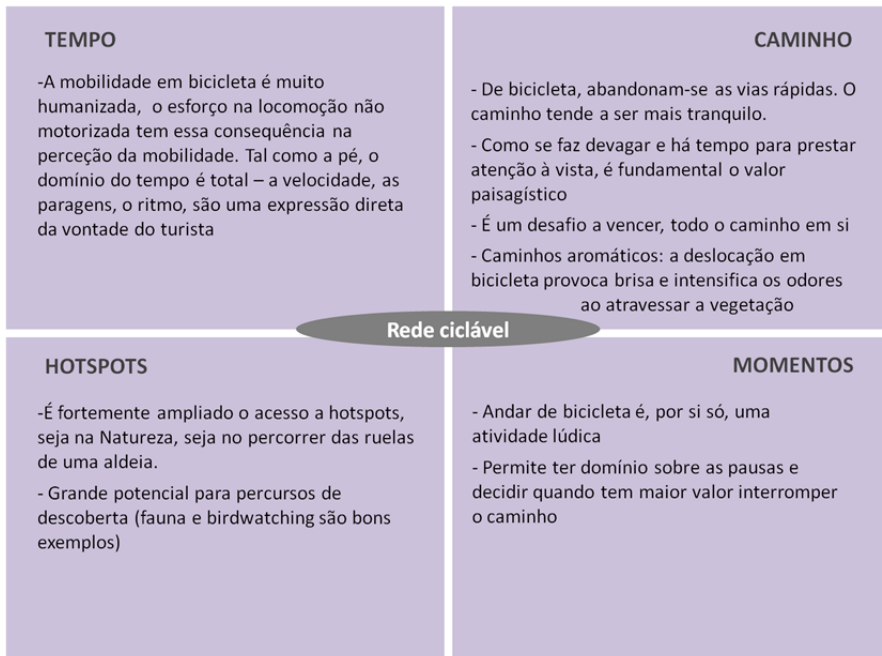 TEMPO
-A mobilidade em bicicleta é muito
humanizada,  o esforço na locomoção não
motorizada tem essa consequência na
perceção da mobilidade. Tal como a pé, o
domínio do tempo é total – a velocidade, as
paragens, o ritmo, são uma expressão direta
da vontade do turista
CAMINHO
- De bicicleta, abandonam-se as vias rápidas. O
caminho tende a ser mais tranquilo.
- Como se faz devagar e há tempo para prestar
atenção à vista, é fundamental o valor
paisagístico
- É um desafio a vencer, todo o caminho em si
- Caminhos aromáticos: a deslocação em
bicicleta provoca brisa e intensifica os odores
ao atravessar a vegetação
Rede ciclável
HOTSPOTS
-É fortemente ampliado o acesso a hotspots,
seja na Natureza, seja no percorrer das ruelas
de uma aldeia.
- Grande potencial para percursos de
descoberta (fauna e birdwatching são bons
exemplos)
MOMENTOS
- Andar de bicicleta é, por si só, uma
atividade lúdica
- Permite ter domínio sobre as pausas e
decidir quando tem maior valor interromper
o caminho